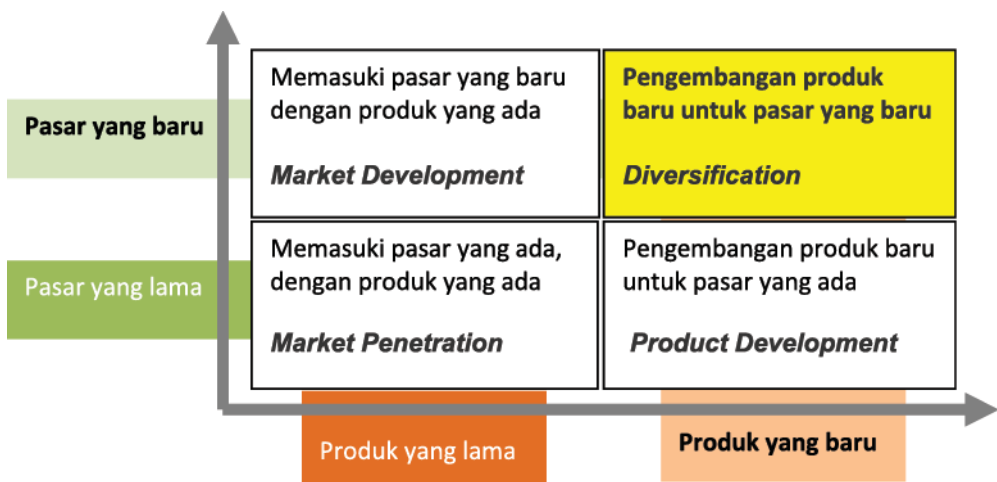 Pasar yang baru
Memasuki pasar yang baru
dengan produk yang ada
Market Development
Pengembangan produk
baru untuk pasar yang baru
Diversification
Pasar yang lama
Memasuki pasar yang ada,
dengan produk yang ada
Market Penetration
Pengembangan produk baru
untuk pasar yang ada
Product Development
Produk yang lama
Produk yang baru